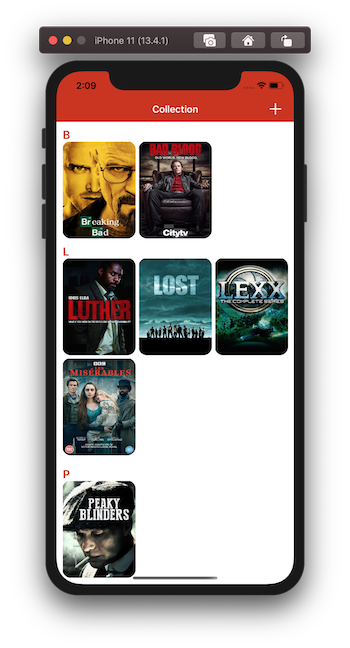 iPhone 11 (13.4.1)
2:09
Collection
B
Breaking
Bad
BAD BLOOD
OLD WORLD. NEW BLOOD.
Citytv
L
IDRIS ELBA
LUTHER
LOST
LEXX
THE COMPLETE SERIES
BBC
LES
MISÉRABLES
P
PEAKY
BLINDERS